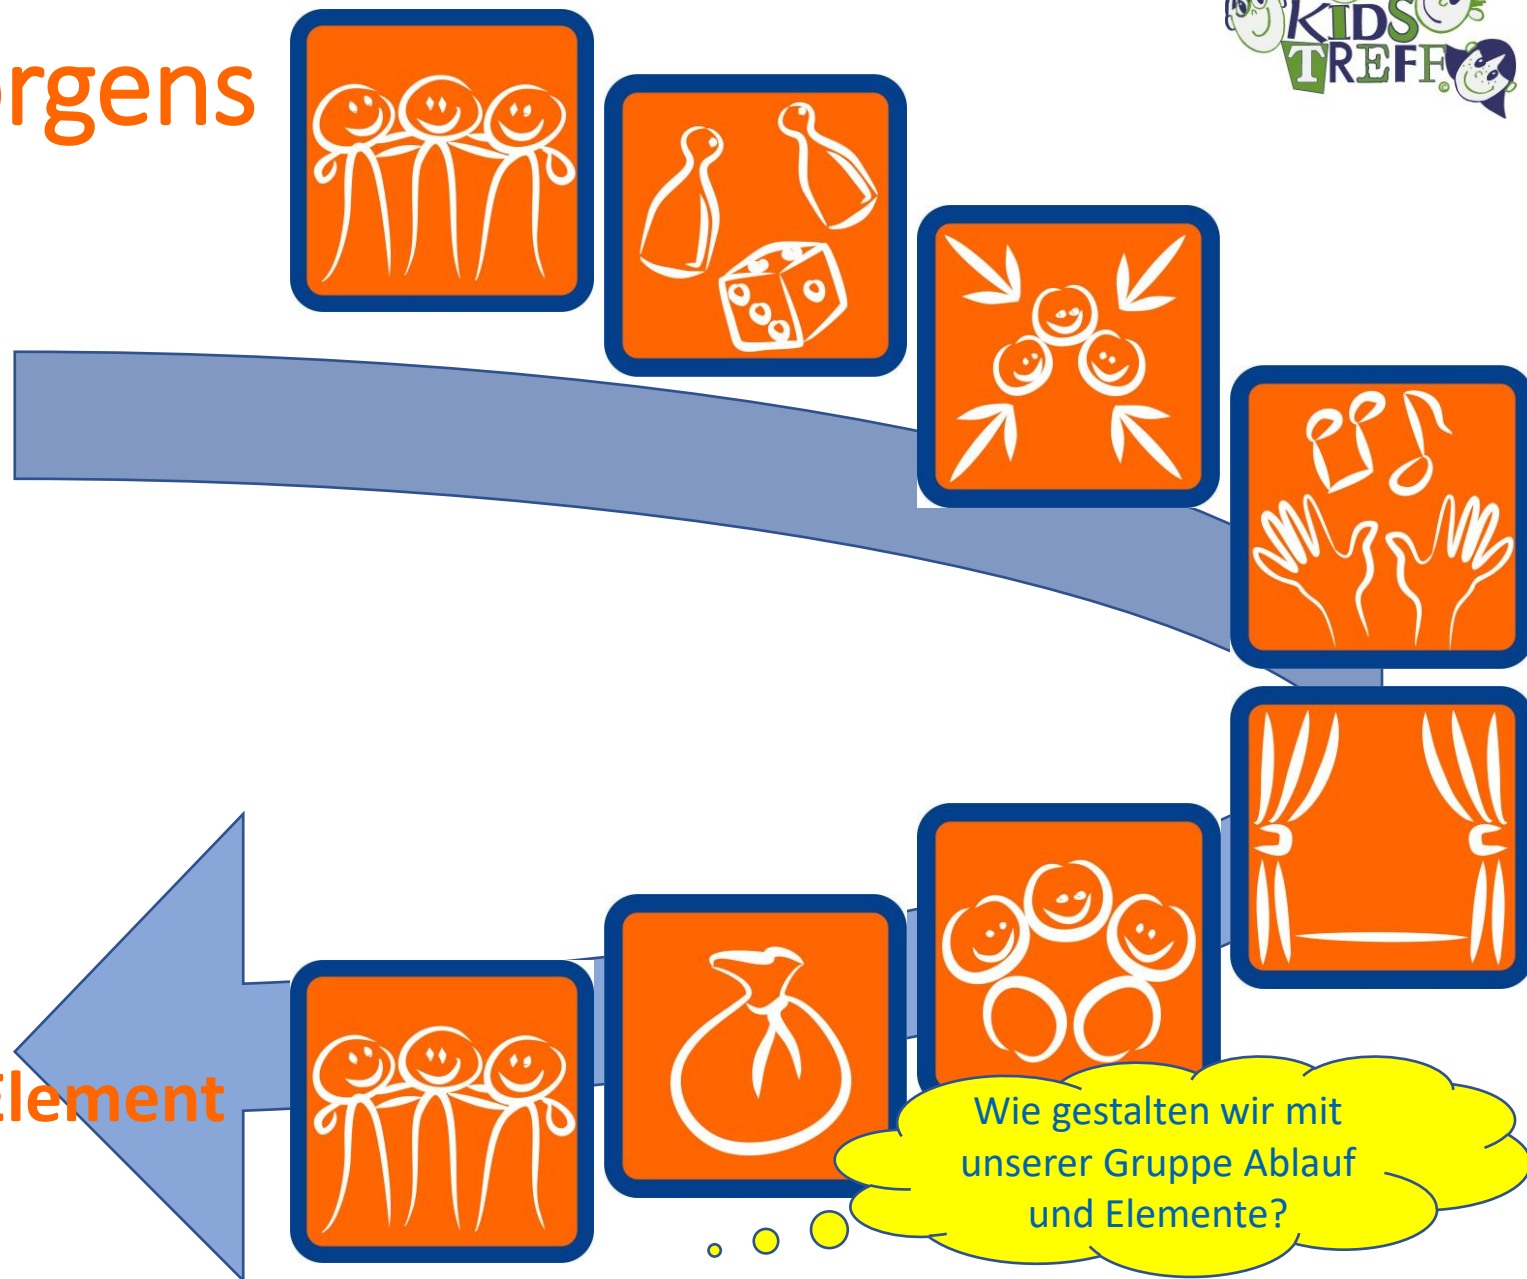 KIDS
TREFF
rgens
Element
Wie gestalten wir mit
unserer Gruppe Ablauf
und Elemente?